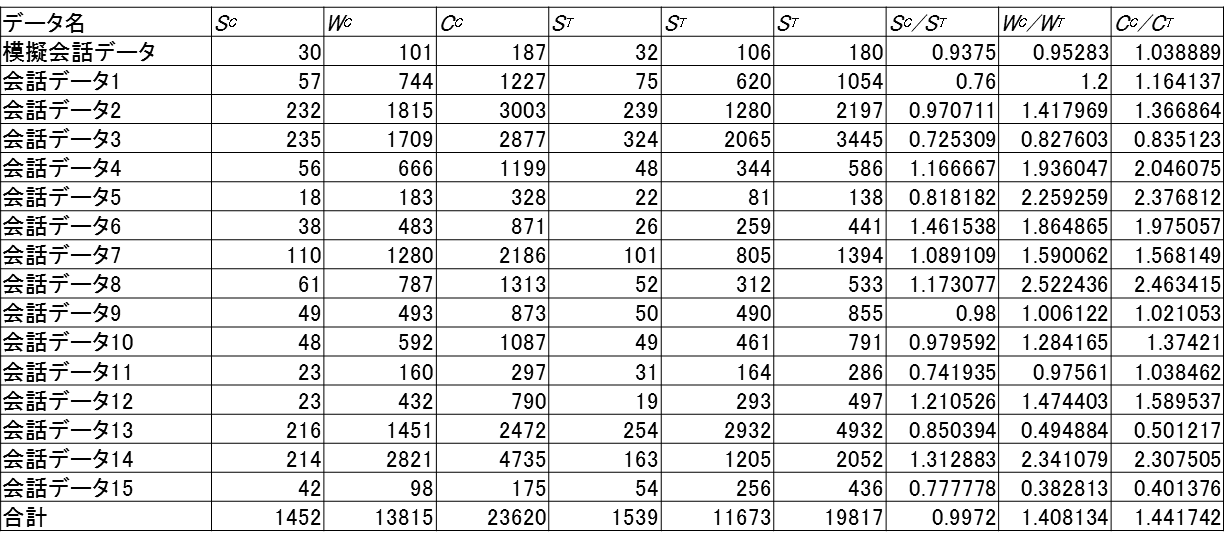 データ名 SC WC CC ST ST ST SC/ST WC/WT CC/CT
模擬会話データ 30 101 187 32 106 180 0.9375 0.95283 1.038889
会話データ1 57 744 1227 75 620 1054 0.76 1.2 1.164137
会話データ2 232 1815 3003 239 1280 2197 0.970711 1.417969 1.366864
会話データ3 235 1709 2877 324 2065 3445 0.725309 0.827603 0.835123
会話データ4 56 666 1199 48 344 586 1.166667 1.936047 2.046075
会話データ5 18 183 328 22 81 138 0.818182 2.259259 2.376812
会話データ6 38 483 871 26 259 441 1.461538 1.864865 1.975057
会話データ7 110 1280 2186 101 805 1394 1.089109 1.590062 1.568149
会話データ8 61 787 1313 52 312 533 1.173077 2.522436 2.463415
会話データ9 49 493 873 50 490 855 0.98 1.006122 1.021053
会話データ10 48 592 1087 49 461 791 0.979592 1.284165 1.37421
会話データ11 23 160 297 31 164 286 0.741935 0.97561 1.038462
会話データ12 23 432 790 19 293 497 1.210526 1.474403 1.589537
会話データ13 216 1451 2472 254 2932 4932 0.850394 0.494884 0.501217
会話データ14 214 2821 4735 163 1205 2052 1.312883 2.341079 2.307505
会話データ15 42 98 175 54 256 436 0.777778 0.382813 0.401376
合計 1452 13815 23620 1539 11673 19817 0.9972 1.408134 1.441742